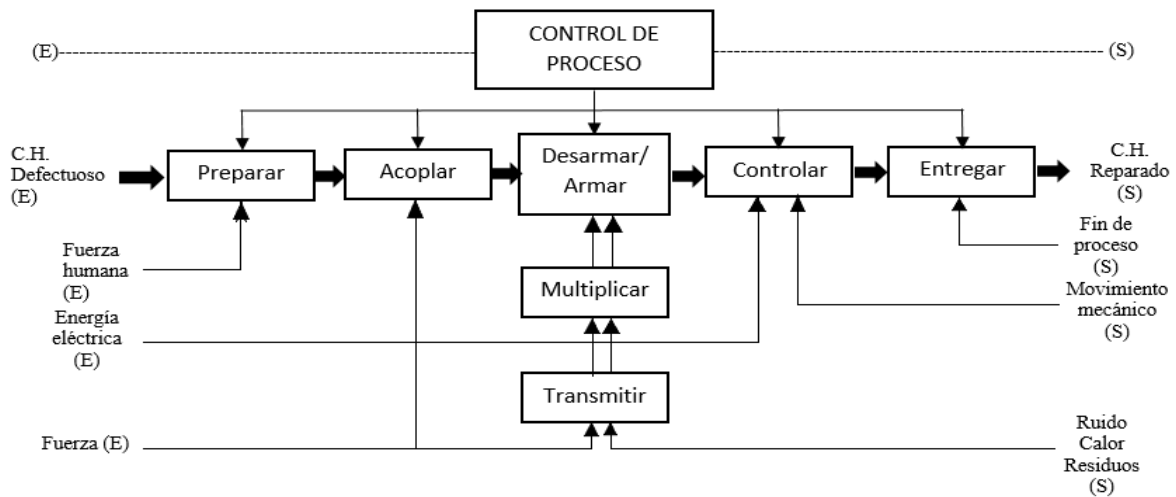 CONTROL DE
PROCESO
(E)
(S)
C.H.
Defectuoso
(E)
Preparar
Acoplar
Desarmar/
Armar
Controlar
Entregar
C.H.
Reparado
(S)
Fuerza
humana
(E)
Fin de
proceso
(S)
Multiplicar
Movimiento
mecánico
(S)
Energía
eléctrica
(E)
Transmitir
Fuerza (E)
Ruido
Calor
Residuos
(S)